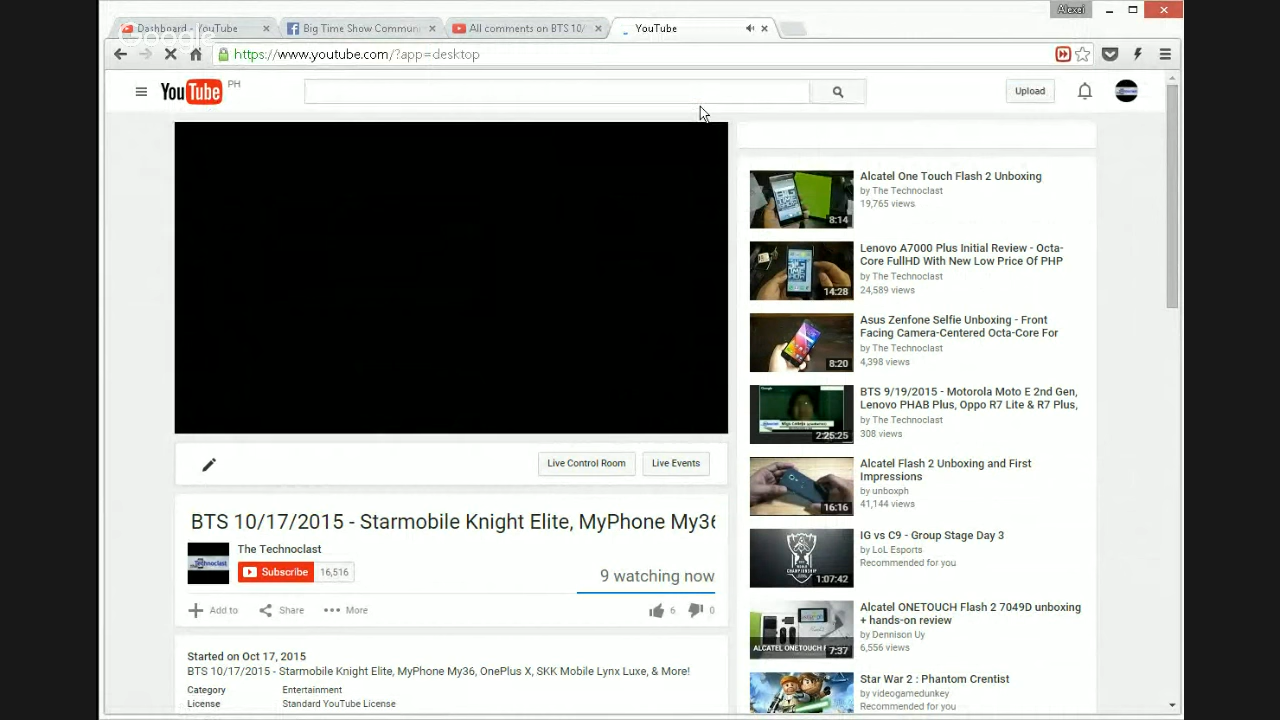 Alexei
Dashboard - YouTube
Big Time Show Commun
All comments on BTS 10/
YouTube
Google
https://www.youtube.com/?app=desktop
YouTube PH
Upload
Alcatel One Touch Flash 2 Unboxing
by The Technoclast
19,765 views
8:14
Lenovo A7000 Plus Initial Review - Octa-
Core FullHD With New Low Price Of PHP
by The Technoclast
24,589 views
14:28
Asus Zenfone Selfie Unboxing - Front
Facing Camera-Centered Octa-Core For
by The Technoclast
4,398 views
8:20
BTS 9/19/2015 - Motorola Moto E 2nd Gen,
Lenovo PHAB Plus, Oppo R7 Lite & R7 Plus,
by The Technoclast
308 views
2:25:25
Alcatel Flash 2 Unboxing and First
Impressions
by unboxph
41,144 views
16:16
IG vs C9 - Group Stage Day 3
by LoL Esports
Recommended for you
1:07:42
Alcatel ONETOUCH Flash 2 7049D unboxing
+ hands-on review
by Dennison Uy
6,556 views
ALCATEL ONETOUCH
7:37
Star War 2 : Phantom Crentist
by videogamedunkey
Recommended for you
Live Control Room
Live Events
BTS 10/17/2015 - Starmobile Knight Elite, MyPhone My36
The Technoclast
Subscribe 16,516
9 watching now
Add to Share More 6 0
Started on Oct 17, 2015
BTS 10/17/2015 - Starmobile Knight Elite, MyPhone My36, OnePlus X, SKK Mobile Lynx Luxe, & More!
Category Entertainment
License Standard YouTube License